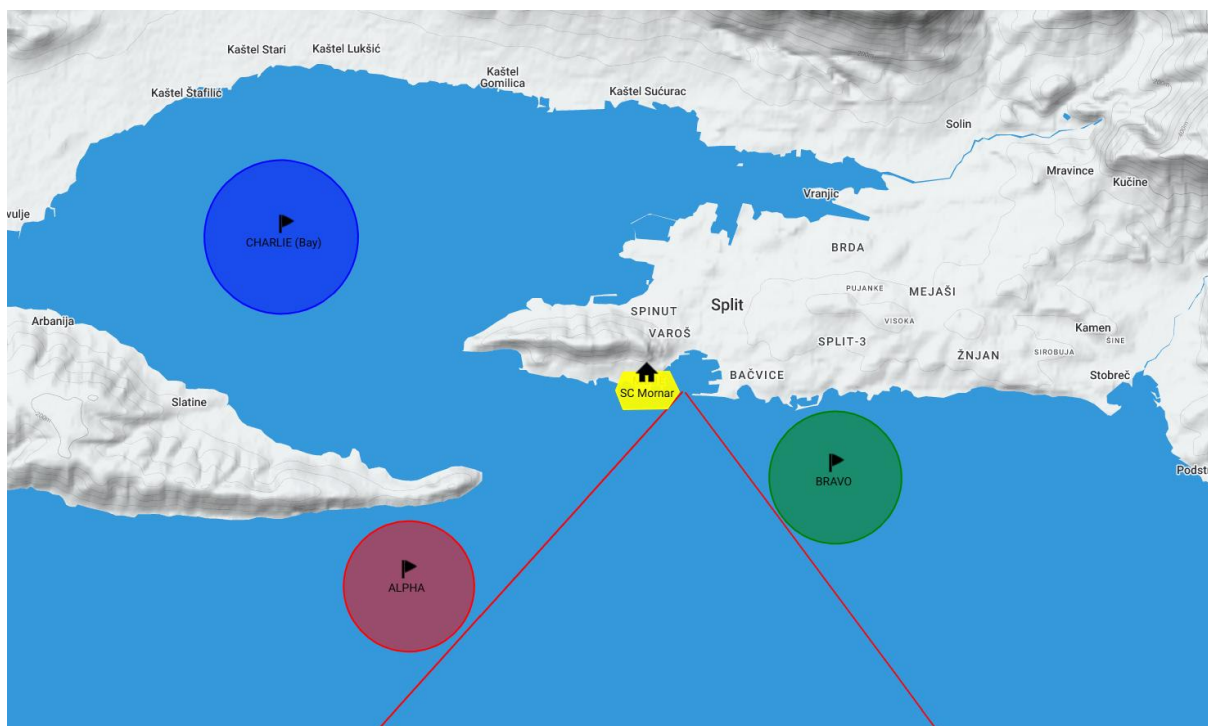 Kaštel Stari
Kaštel Lukšić
Kaštel
Gomilica
Kaštel Štafilić
Kaštel Sućurac
Solin
Mravince
Kučine
Vranjic
vulje
CHARLIE (Bay)
BRDA
PUJANKE
MEJAŠI
Split
SPINUT
VAROŠ
VISOKA
Arbanija
SPLIT-3
Kamen
ŠINE
ŽNJAN
SIROBUJA
BAČVICE
Stobreč
SC Mornar
Slatine
Podstr
BRAVO
ALPHA